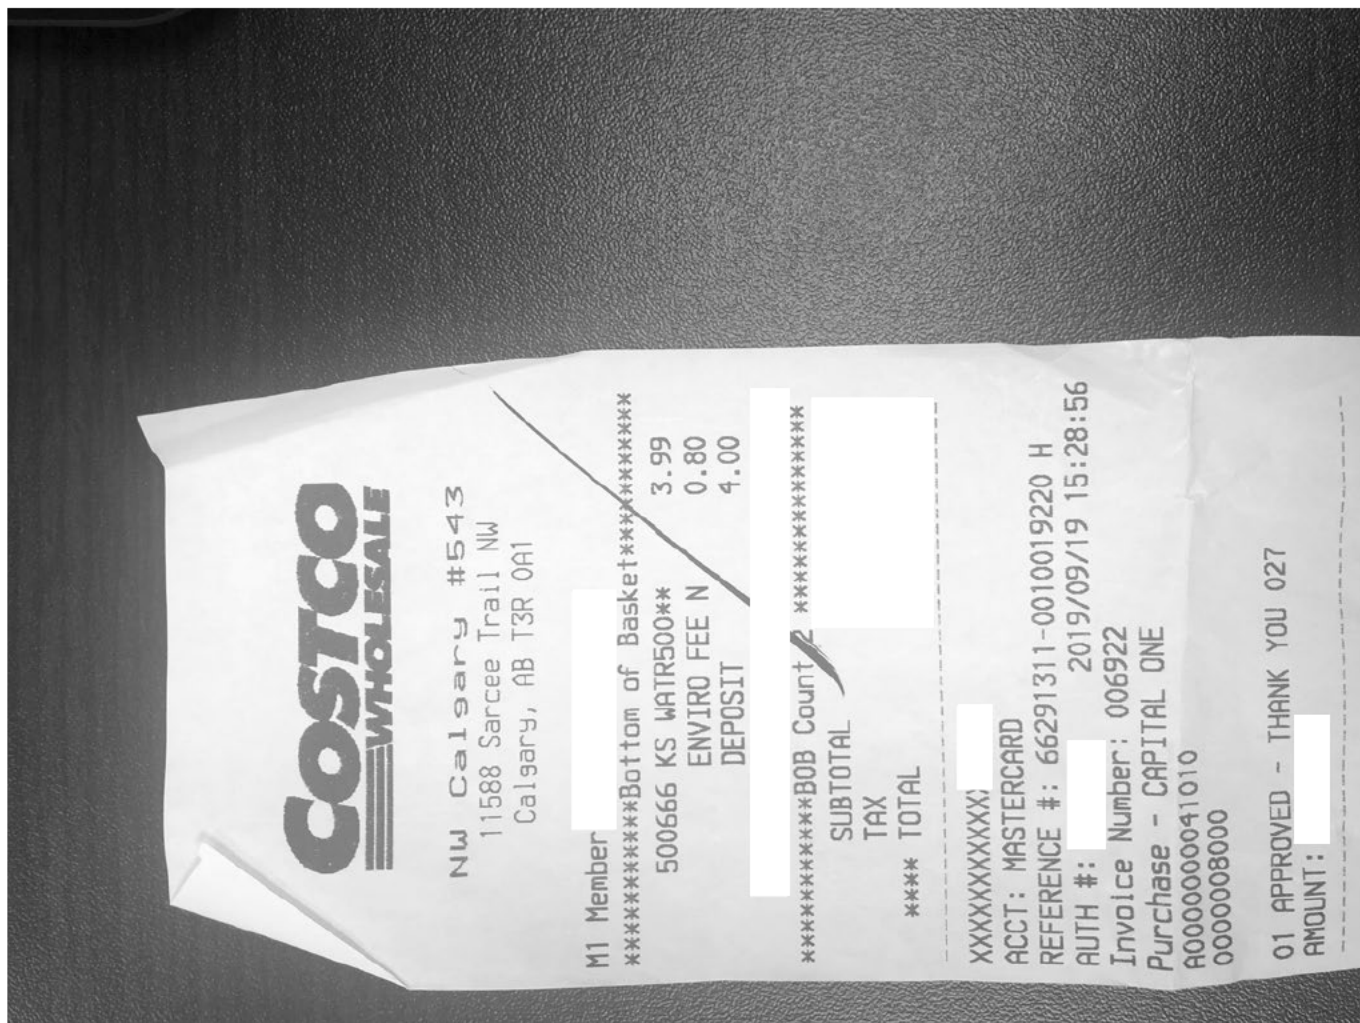 COSTCO
WHOLESALE
NW Calgary #543
11588 Sarcee Trail NW
Calgary, AB T3R 0A1
M1 Member
************Bottom of Basket************
500666 KS WATR500** 3.99
ENVIRO FEE N 0.80
DEPOSIT 4.00
************BOB Count 2 **************
SUBTOTAL
TAX
**** TOTAL
XXXXXXXXXXXX
ACCT: MASTERCARD
REFERENCE #: 66291311-0010019220 H
AUTH #: 2019/09/19 15:28:56
Invoice Number: 006922
Purchase - CAPITAL ONE
A0000000041010
0000008000
01 APPROVED - THANK YOU 027
AMOUNT: